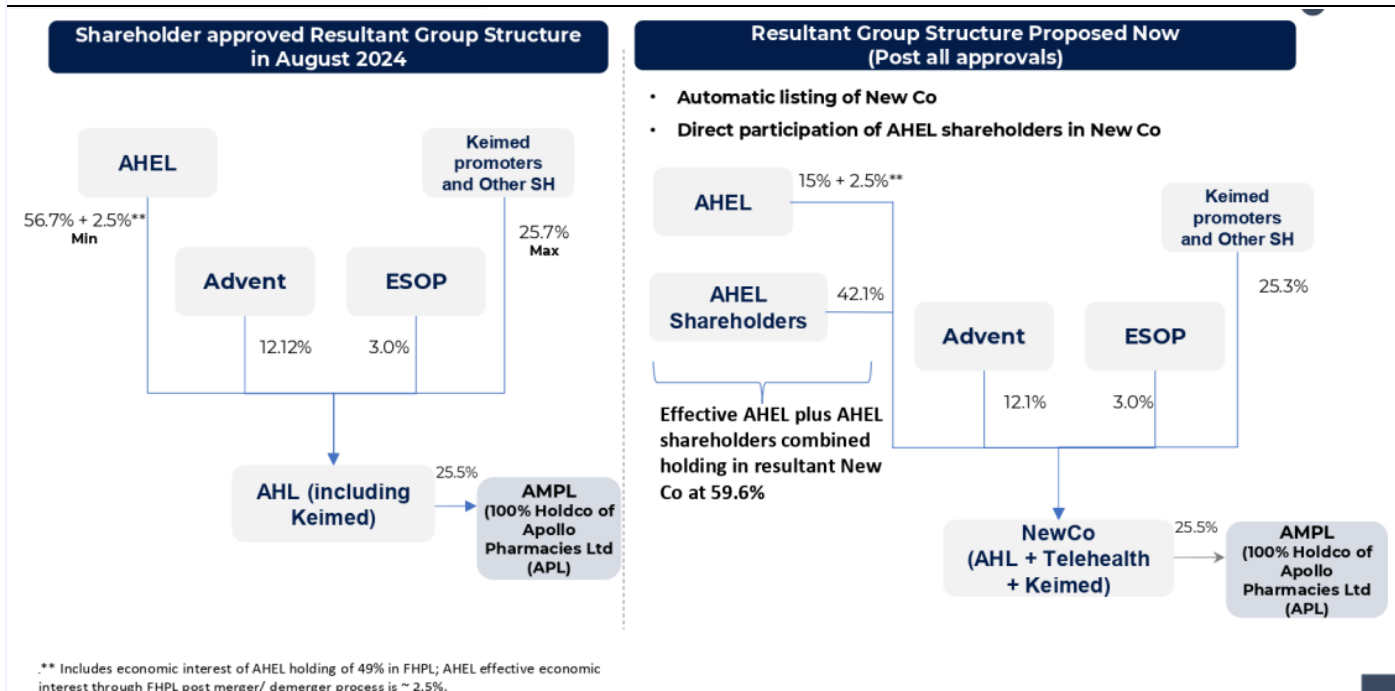 Shareholder approved Resultant Group Structure
in August 2024
AHEL
Keimed
promoters
and Other SH
56.7% + 2.5%**
Min
25.7%
Max
Advent
ESOP
12.12%
3.0%
AHL (including
Keimed)
25.5%
AMPL
(100% Holdco of
Apollo
Pharmacies Ltd
(APL)
.** Includes economic interest of AHEL holding of 49% in FHPL; AHEL effective economic
interest through FHPL post merger/ demerger process is ~ 2.5%.
Resultant Group Structure Proposed Now
(Post all approvals)
• Automatic listing of New Co
• Direct participation of AHEL shareholders in New Co
AHEL
15% + 2.5%**
Keimed
promoters
and Other SH
AHEL
Shareholders
42.1%
25.3%
Advent
ESOP
12.1%
3.0%
Effective AHEL plus AHEL
shareholders combined
holding in resultant New
Co at 59.6%
NewCo
(AHL + Telehealth
+ Keimed)
25.5%
AMPL
(100% Holdco of
Apollo
Pharmacies Ltd
(APL)